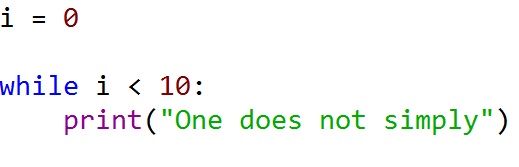 i = 0
while i < 10:
    print("One does not simply")